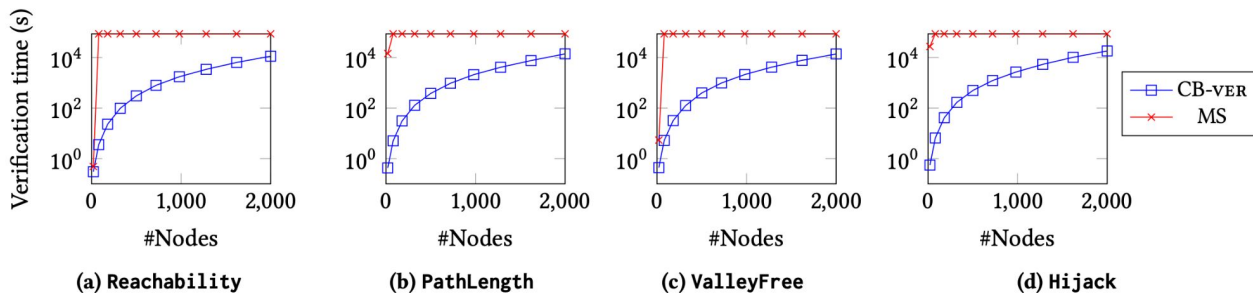 Verification time (s)
10^4
10^2
10^0
0
1,000
2,000
#Nodes
(a) Reachability
10^4
10^2
10^0
0
1,000
2,000
#Nodes
(b) PathLength
10^4
10^2
10^0
0
1,000
2,000
#Nodes
(c) ValleyFree
10^4
10^2
10^0
0
1,000
2,000
#Nodes
(d) Hijack
CB-VER
MS